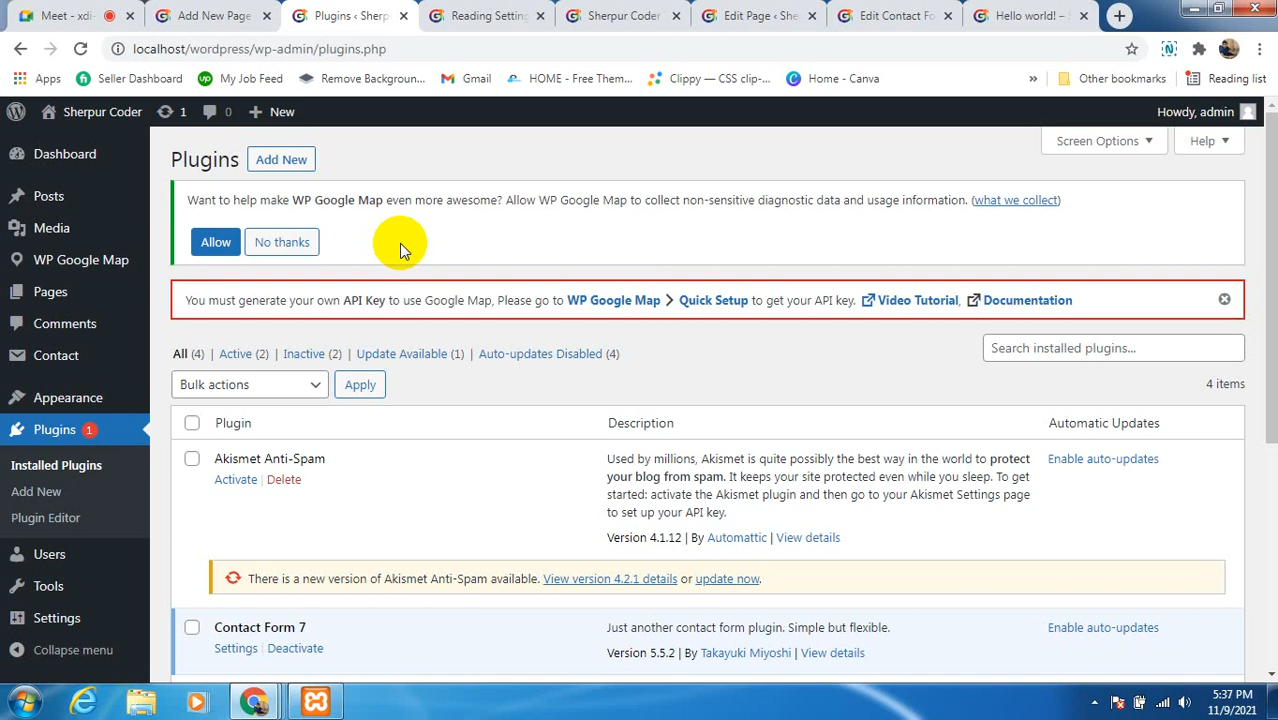 Meet - xdi-
Add New Page
Plugins ‹ Sherp
Reading Setting
Sherpur Coder
Edit Page ‹ She
Edit Contact Fo
Hello world! – S
localhost/wordpress/wp-admin/plugins.php
Apps
Seller Dashboard
My Job Feed
Remove Backgroun...
Gmail
HOME - Free Them...
Clippy — CSS clip-...
Home - Canva
»
Other bookmarks
Reading list
Sherpur Coder
1
0
+ New
Howdy, admin
Dashboard
Posts
Media
WP Google Map
Pages
Comments
Contact
Appearance
Plugins 1
Installed Plugins
Add New
Plugin Editor
Users
Tools
Settings
Collapse menu
Screen Options
Help
Plugins
Add New
Want to help make WP Google Map even more awesome? Allow WP Google Map to collect non-sensitive diagnostic data and usage information. (what we collect)
Allow
No thanks
You must generate your own API Key to use Google Map, Please go to WP Google Map > Quick Setup to get your API key. Video Tutorial, Documentation
All (4) | Active (2) | Inactive (2) | Update Available (1) | Auto-updates Disabled (4)
Search installed plugins...
Bulk actions
Apply
4 items
Plugin
Description
Automatic Updates
Akismet Anti-Spam
Activate | Delete
Used by millions, Akismet is quite possibly the best way in the world to protect
your blog from spam. It keeps your site protected even while you sleep. To get
started: activate the Akismet plugin and then go to your Akismet Settings page
to set up your API key.
Version 4.1.12 | By Automattic | View details
Enable auto-updates
There is a new version of Akismet Anti-Spam available. View version 4.2.1 details or update now.
Contact Form 7
Settings | Deactivate
Just another contact form plugin. Simple but flexible.
Version 5.5.2 | By Takayuki Miyoshi | View details
Enable auto-updates
5:37 PM
11/9/2021